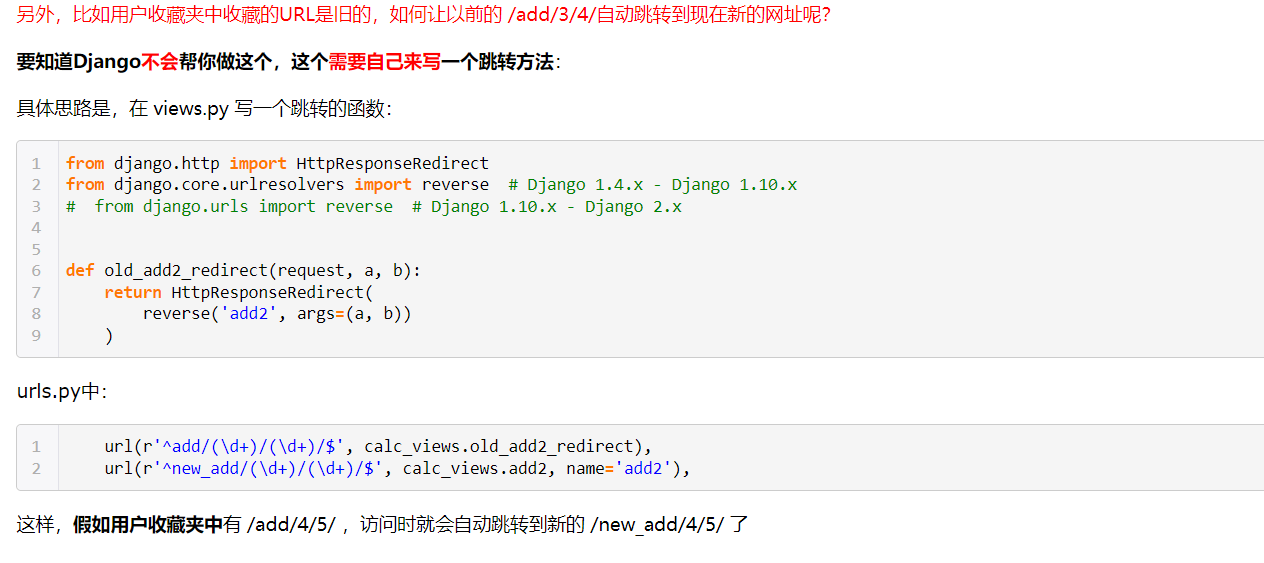 另外，比如用户收藏夹中收藏的URL是旧的，如何让以前的 /add/3/4/自动跳转到现在新的网址呢？
要知道Django不会帮你做这个，这个需要自己来写一个跳转方法：
具体思路是，在 views.py 写一个跳转的函数：
1 from django.http import HttpResponseRedirect
2 from django.core.urlresolvers import reverse  # Django 1.4.x - Django 1.10.x
3 #  from django.urls import reverse  # Django 1.10.x - Django 2.x
4
5
6 def old_add2_redirect(request, a, b):
7     return HttpResponseRedirect(
8         reverse('add2', args=(a, b))
9     )
urls.py中：
1     url(r'^add/(\d+)/(\d+)/$', calc_views.old_add2_redirect),
2     url(r'^new_add/(\d+)/(\d+)/$', calc_views.add2, name='add2'),
这样，假如用户收藏夹中有 /add/4/5/ ，访问时就会自动跳转到新的 /new_add/4/5/ 了